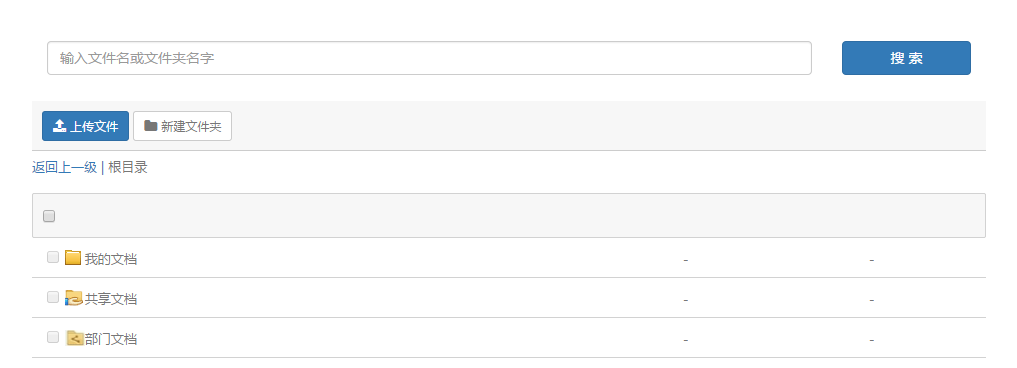 输入文件名或文件夹名字 搜 索
上传文件 新建文件夹
返回上一级 | 根目录
我的文档 - -
共享文档 - -
部门文档 - -